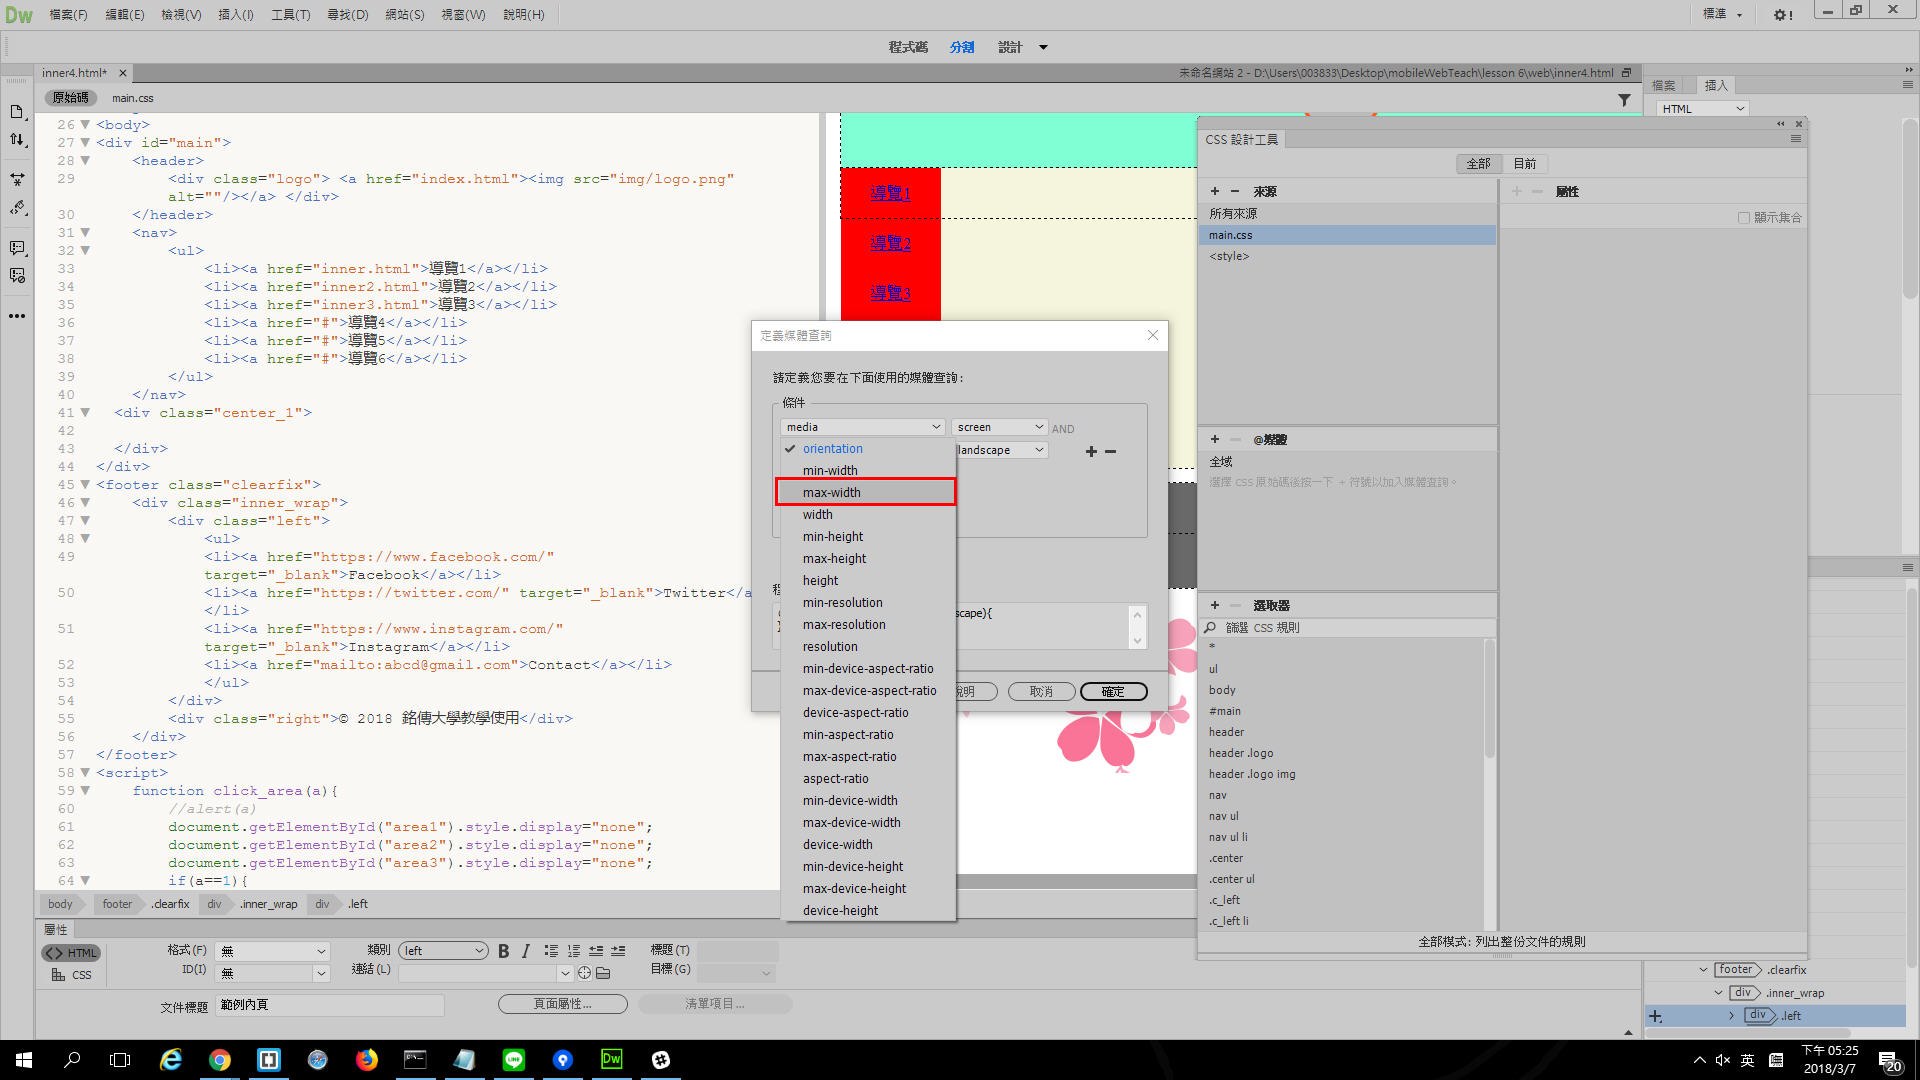 Dw 檔案(F) 編輯(E) 檢視(V) 插入(I) 工具(T) 尋找(D) 網站(S) 視窗(W) 說明(H) 標準
程式碼 分割 設計
inner4.html* 未命名網站 2 - D:\Users\003833\Desktop\mobileWebTeach\lesson 6\web\inner4.html
原始碼 main.css
26 <body>
27 <div id="main">
28 <header>
29 <div class="logo"> <a href="index.html"><img src="img/logo.png"
alt=""/></a> </div>
30 </header>
31 <nav>
32 <ul>
33 <li><a href="inner.html">導覽1</a></li>
34 <li><a href="inner2.html">導覽2</a></li>
35 <li><a href="inner3.html">導覽3</a></li>
36 <li><a href="#">導覽4</a></li>
37 <li><a href="#">導覽5</a></li>
38 <li><a href="#">導覽6</a></li>
39 </ul>
40 </nav>
41 <div class="center_1">
42
43 </div>
44 </div>
45 <footer class="clearfix">
46 <div class="inner_wrap">
47 <div class="left">
48 <ul>
49 <li><a href="https://www.facebook.com/"
target="_blank">Facebook</a></li>
50 <li><a href="https://twitter.com/" target="_blank">Twitter</a
</li>
51 <li><a href="https://www.instagram.com/"
target="_blank">Instagram</a></li>
52 <li><a href="mailto:abcd@gmail.com">Contact</a></li>
53 </ul>
54 </div>
55 <div class="right">© 2018 銘傳大學教學使用</div>
56 </div>
57 </footer>
58 <script>
59 function click_area(a){
60 //alert(a)
61 document.getElementById("area1").style.display="none";
62 document.getElementById("area2").style.display="none";
63 document.getElementById("area3").style.display="none";
64 if(a==1){
body footer .clearfix div .inner_wrap div .left
導覽1
導覽2
導覽3
定義媒體查詢
請定義您要在下面使用的媒體查詢:
條件
media screen AND
orientation landscape
min-width
max-width
width
min-height
max-height
height
min-resolution
max-resolution
resolution
min-device-aspect-ratio
max-device-aspect-ratio
device-aspect-ratio
min-aspect-ratio
max-aspect-ratio
aspect-ratio
min-device-width
max-device-width
device-width
min-device-height
max-device-height
device-height
scape){
}
說明 取消 確定
CSS 設計工具
全部 目前
來源
所有來源
main.css
<style>
屬性
顯示集合
@媒體
全域
選擇 CSS 原始碼後按一下 + 符號以加入媒體查詢。
選取器
篩選 CSS 規則
*
ul
body
#main
header
header .logo
header .logo img
nav
nav ul
nav ul li
.center
.center ul
.c_left
.c_left li
全部模式: 列出整份文件的規則
檔案 插入
HTML
footer .clearfix
div .inner_wrap
div .left
屬性
HTML
CSS
格式(F) 無 類別 left B I 標題(T)
ID(I) 無 連結(L) 目標(G)
文件標題 範例內頁 頁面屬性... 清單項目...
Dw
英
下午 05:25
2018/3/7
20